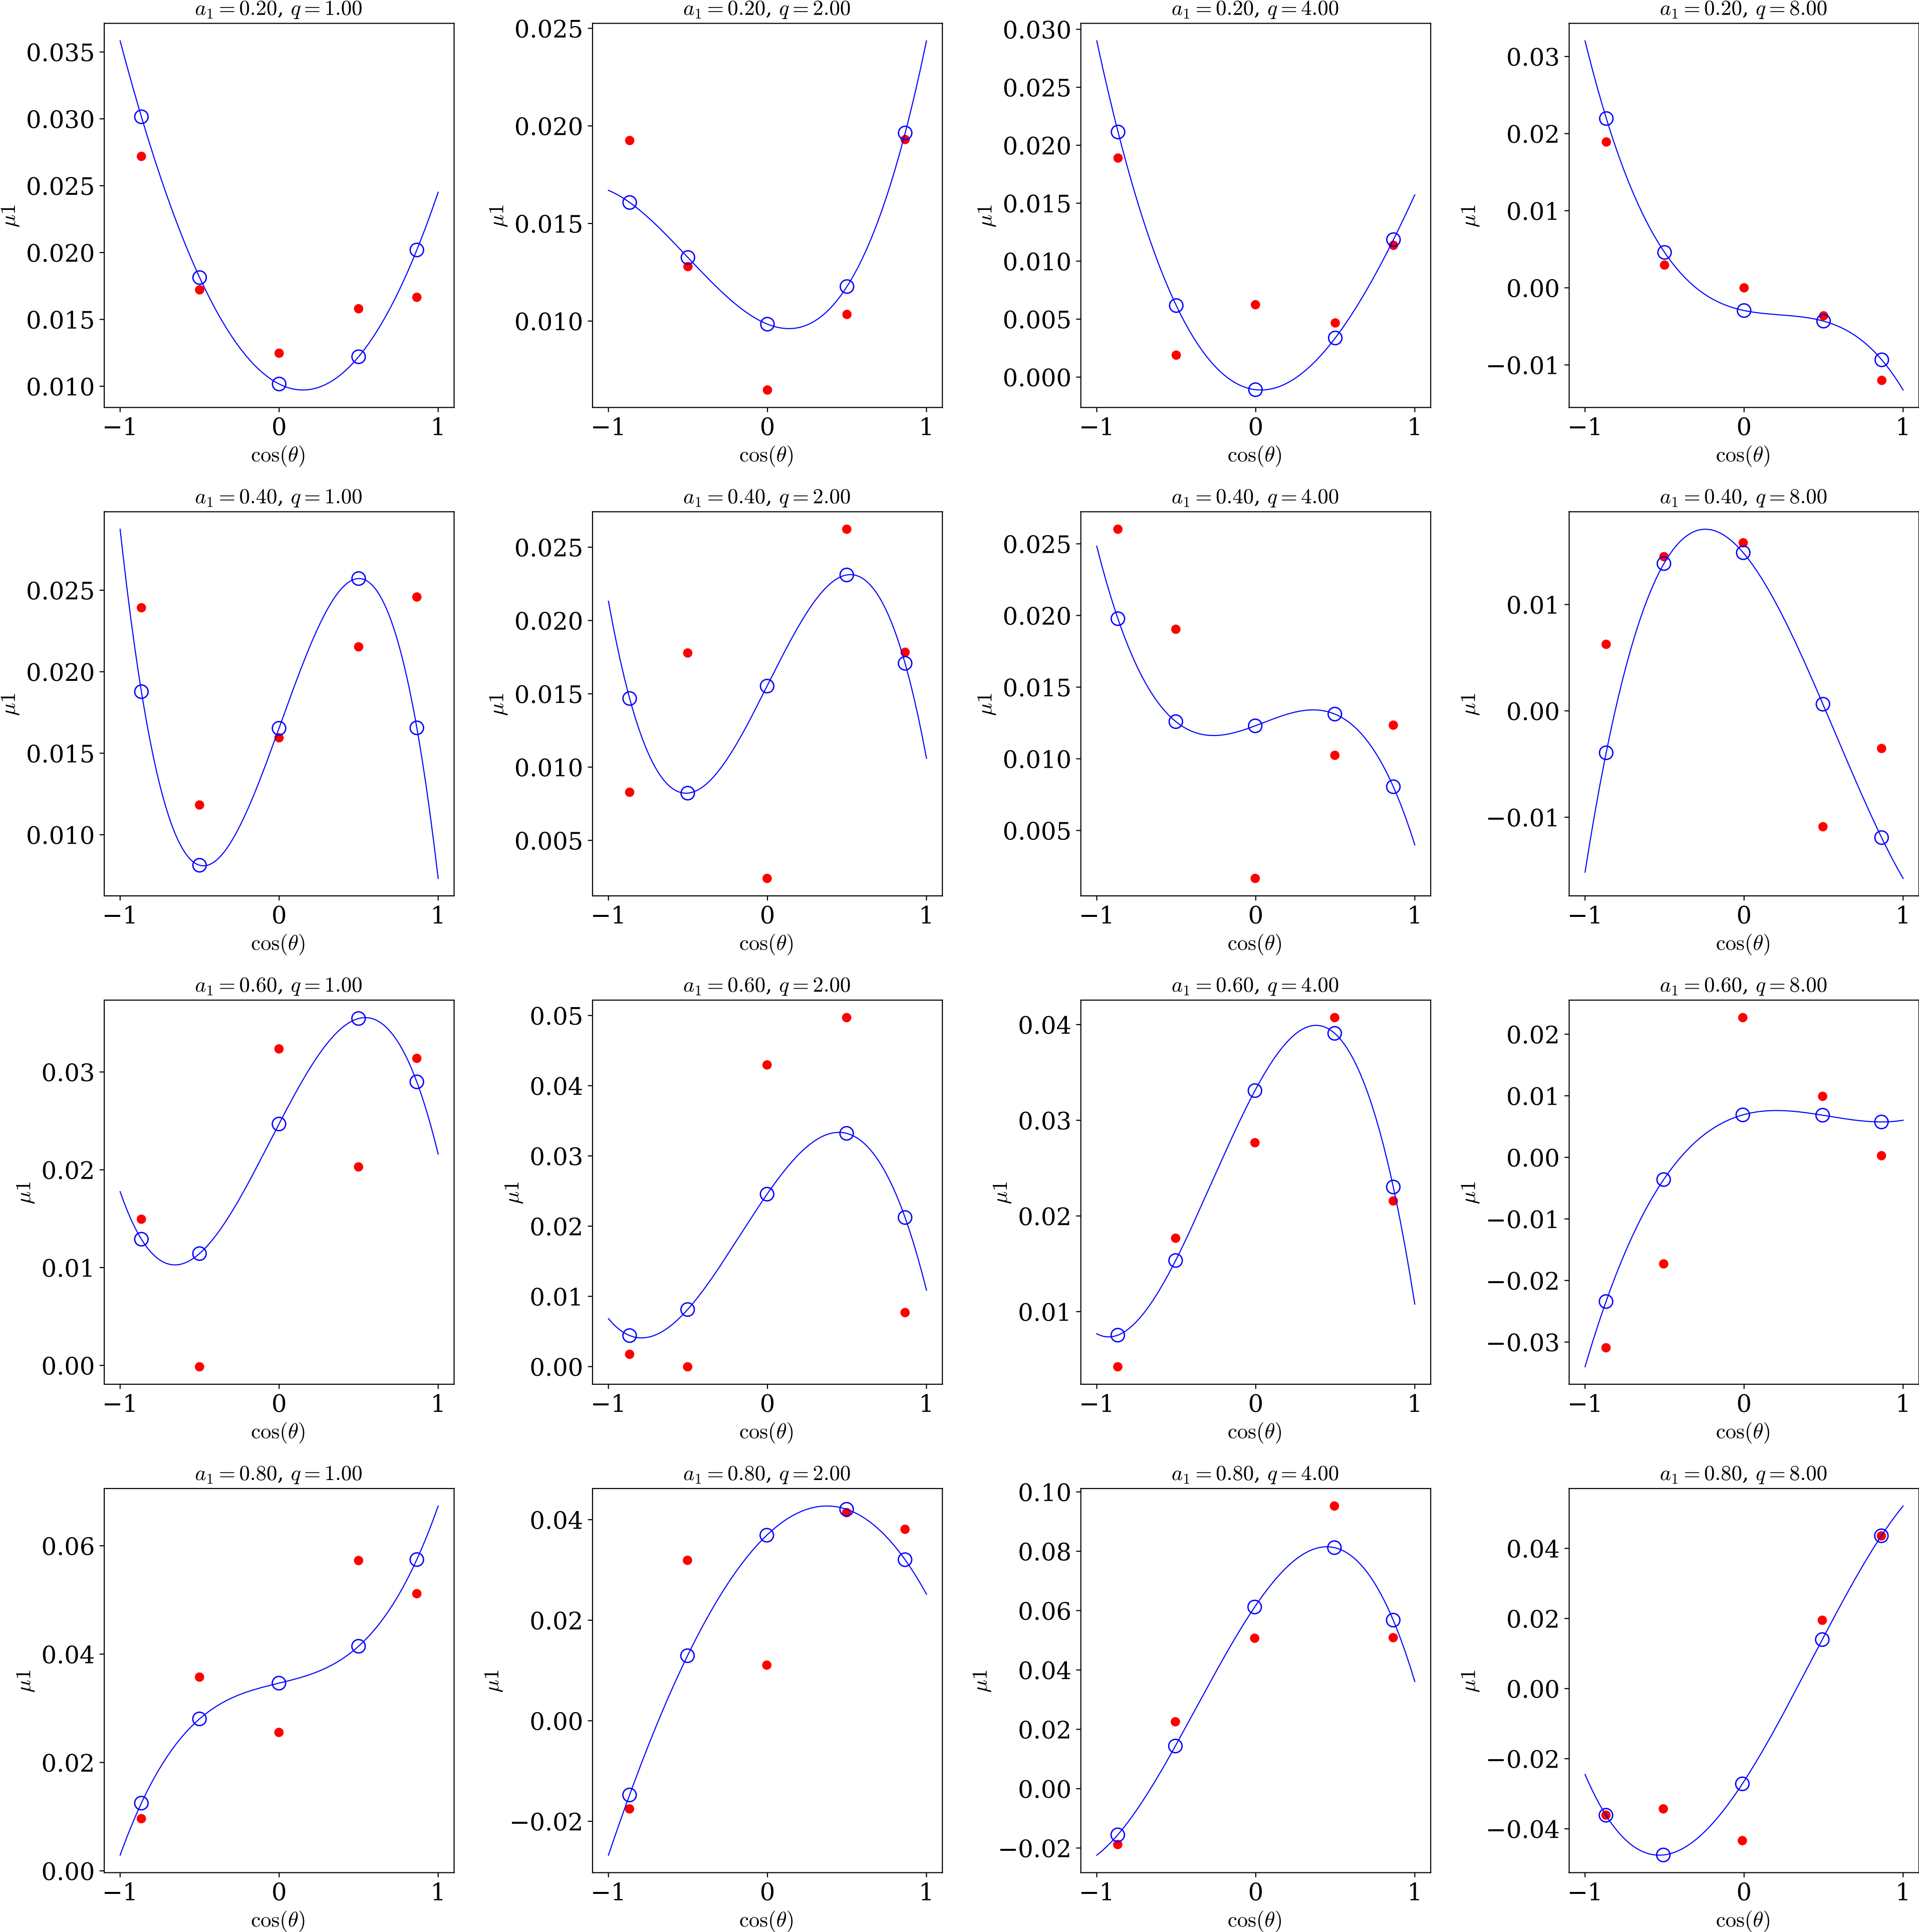 a₁ = 0.20, q = 1.00
0.035
0.030
0.025
0.020
0.015
0.010
μ1
−1 0 1
cos(θ)
a₁ = 0.20, q = 2.00
0.025
0.020
0.015
0.010
μ1
−1 0 1
cos(θ)
a₁ = 0.20, q = 4.00
0.030
0.025
0.020
0.015
0.010
0.005
0.000
μ1
−1 0 1
cos(θ)
a₁ = 0.20, q = 8.00
0.03
0.02
0.01
0.00
−0.01
μ1
−1 0 1
cos(θ)
a₁ = 0.40, q = 1.00
0.025
0.020
0.015
0.010
μ1
−1 0 1
cos(θ)
a₁ = 0.40, q = 2.00
0.025
0.020
0.015
0.010
0.005
μ1
−1 0 1
cos(θ)
a₁ = 0.40, q = 4.00
0.025
0.020
0.015
0.010
0.005
μ1
−1 0 1
cos(θ)
a₁ = 0.40, q = 8.00
0.01
0.00
−0.01
μ1
−1 0 1
cos(θ)
a₁ = 0.60, q = 1.00
0.03
0.02
0.01
0.00
μ1
−1 0 1
cos(θ)
a₁ = 0.60, q = 2.00
0.05
0.04
0.03
0.02
0.01
0.00
μ1
−1 0 1
cos(θ)
a₁ = 0.60, q = 4.00
0.04
0.03
0.02
0.01
μ1
−1 0 1
cos(θ)
a₁ = 0.60, q = 8.00
0.02
0.01
0.00
−0.01
−0.02
−0.03
μ1
−1 0 1
cos(θ)
a₁ = 0.80, q = 1.00
0.06
0.04
0.02
0.00
μ1
−1 0 1
cos(θ)
a₁ = 0.80, q = 2.00
0.04
0.02
0.00
−0.02
μ1
−1 0 1
cos(θ)
a₁ = 0.80, q = 4.00
0.10
0.08
0.06
0.04
0.02
0.00
−0.02
μ1
−1 0 1
cos(θ)
a₁ = 0.80, q = 8.00
0.04
0.02
0.00
−0.02
−0.04
μ1
−1 0 1
cos(θ)